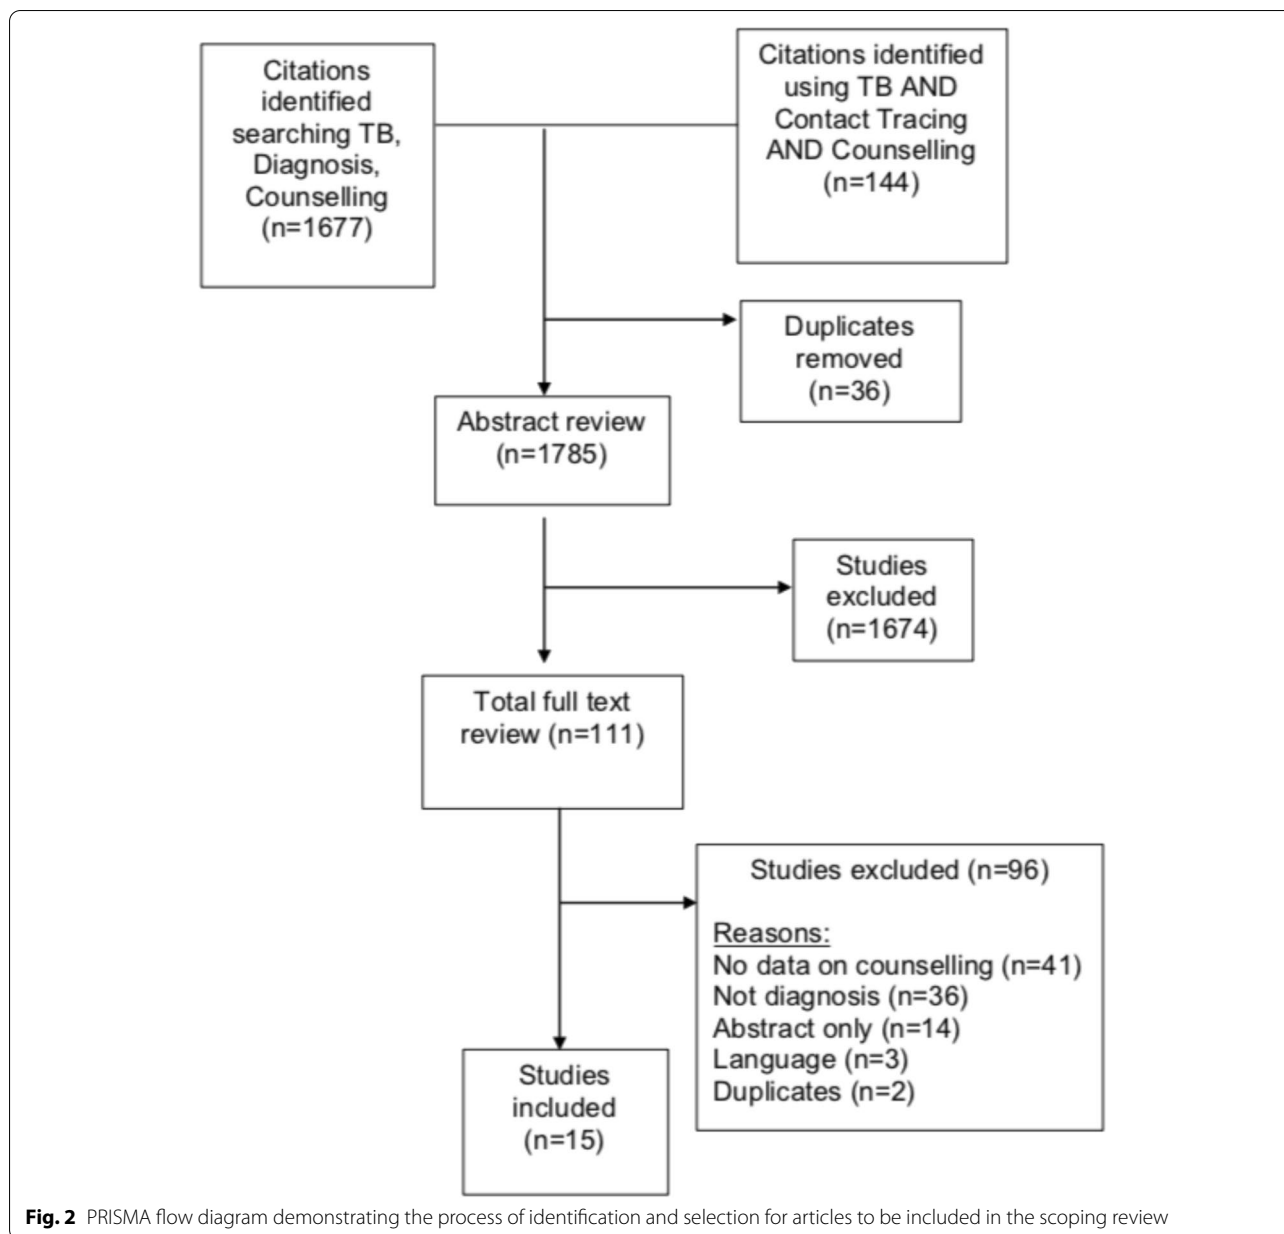 Citations
identified
searching TB,
Diagnosis,
Counselling
(n=1677)
Citations identified
using TB AND
Contact Tracing
AND Counselling
(n=144)
Duplicates
removed
(n=36)
Abstract review
(n=1785)
Studies
excluded
(n=1674)
Total full text
review (n=111)
Studies excluded (n=96)
Reasons:
No data on counselling (n=41)
Not diagnosis (n=36)
Abstract only (n=14)
Language (n=3)
Duplicates (n=2)
Studies
included
(n=15)
Fig. 2 PRISMA flow diagram demonstrating the process of identification and selection for articles to be included in the scoping review